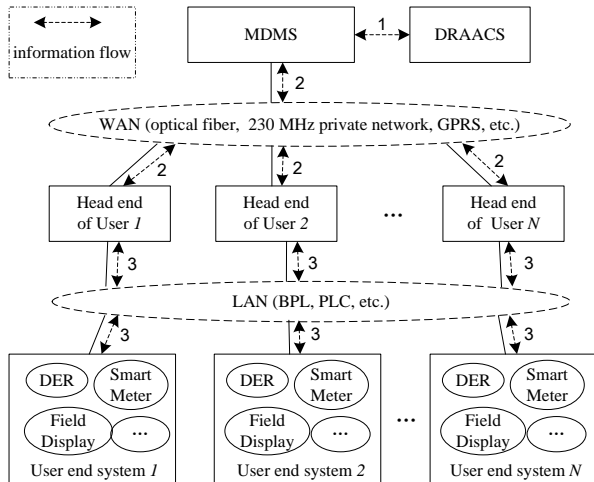 information flow
MDMS
1
DRAACS
2
WAN (optical fiber, 230 MHz private network, GPRS, etc.)
2
2
2
Head end
of User 1
Head end
of User 2
...
Head end
of User N
3
3
3
LAN (BPL, PLC, etc.)
3
3
3
DER
Smart
Meter
Field
Display
...
User end system 1
DER
Smart
Meter
Field
Display
...
User end system 2
...
DER
Smart
Meter
Field
Display
...
User end system N